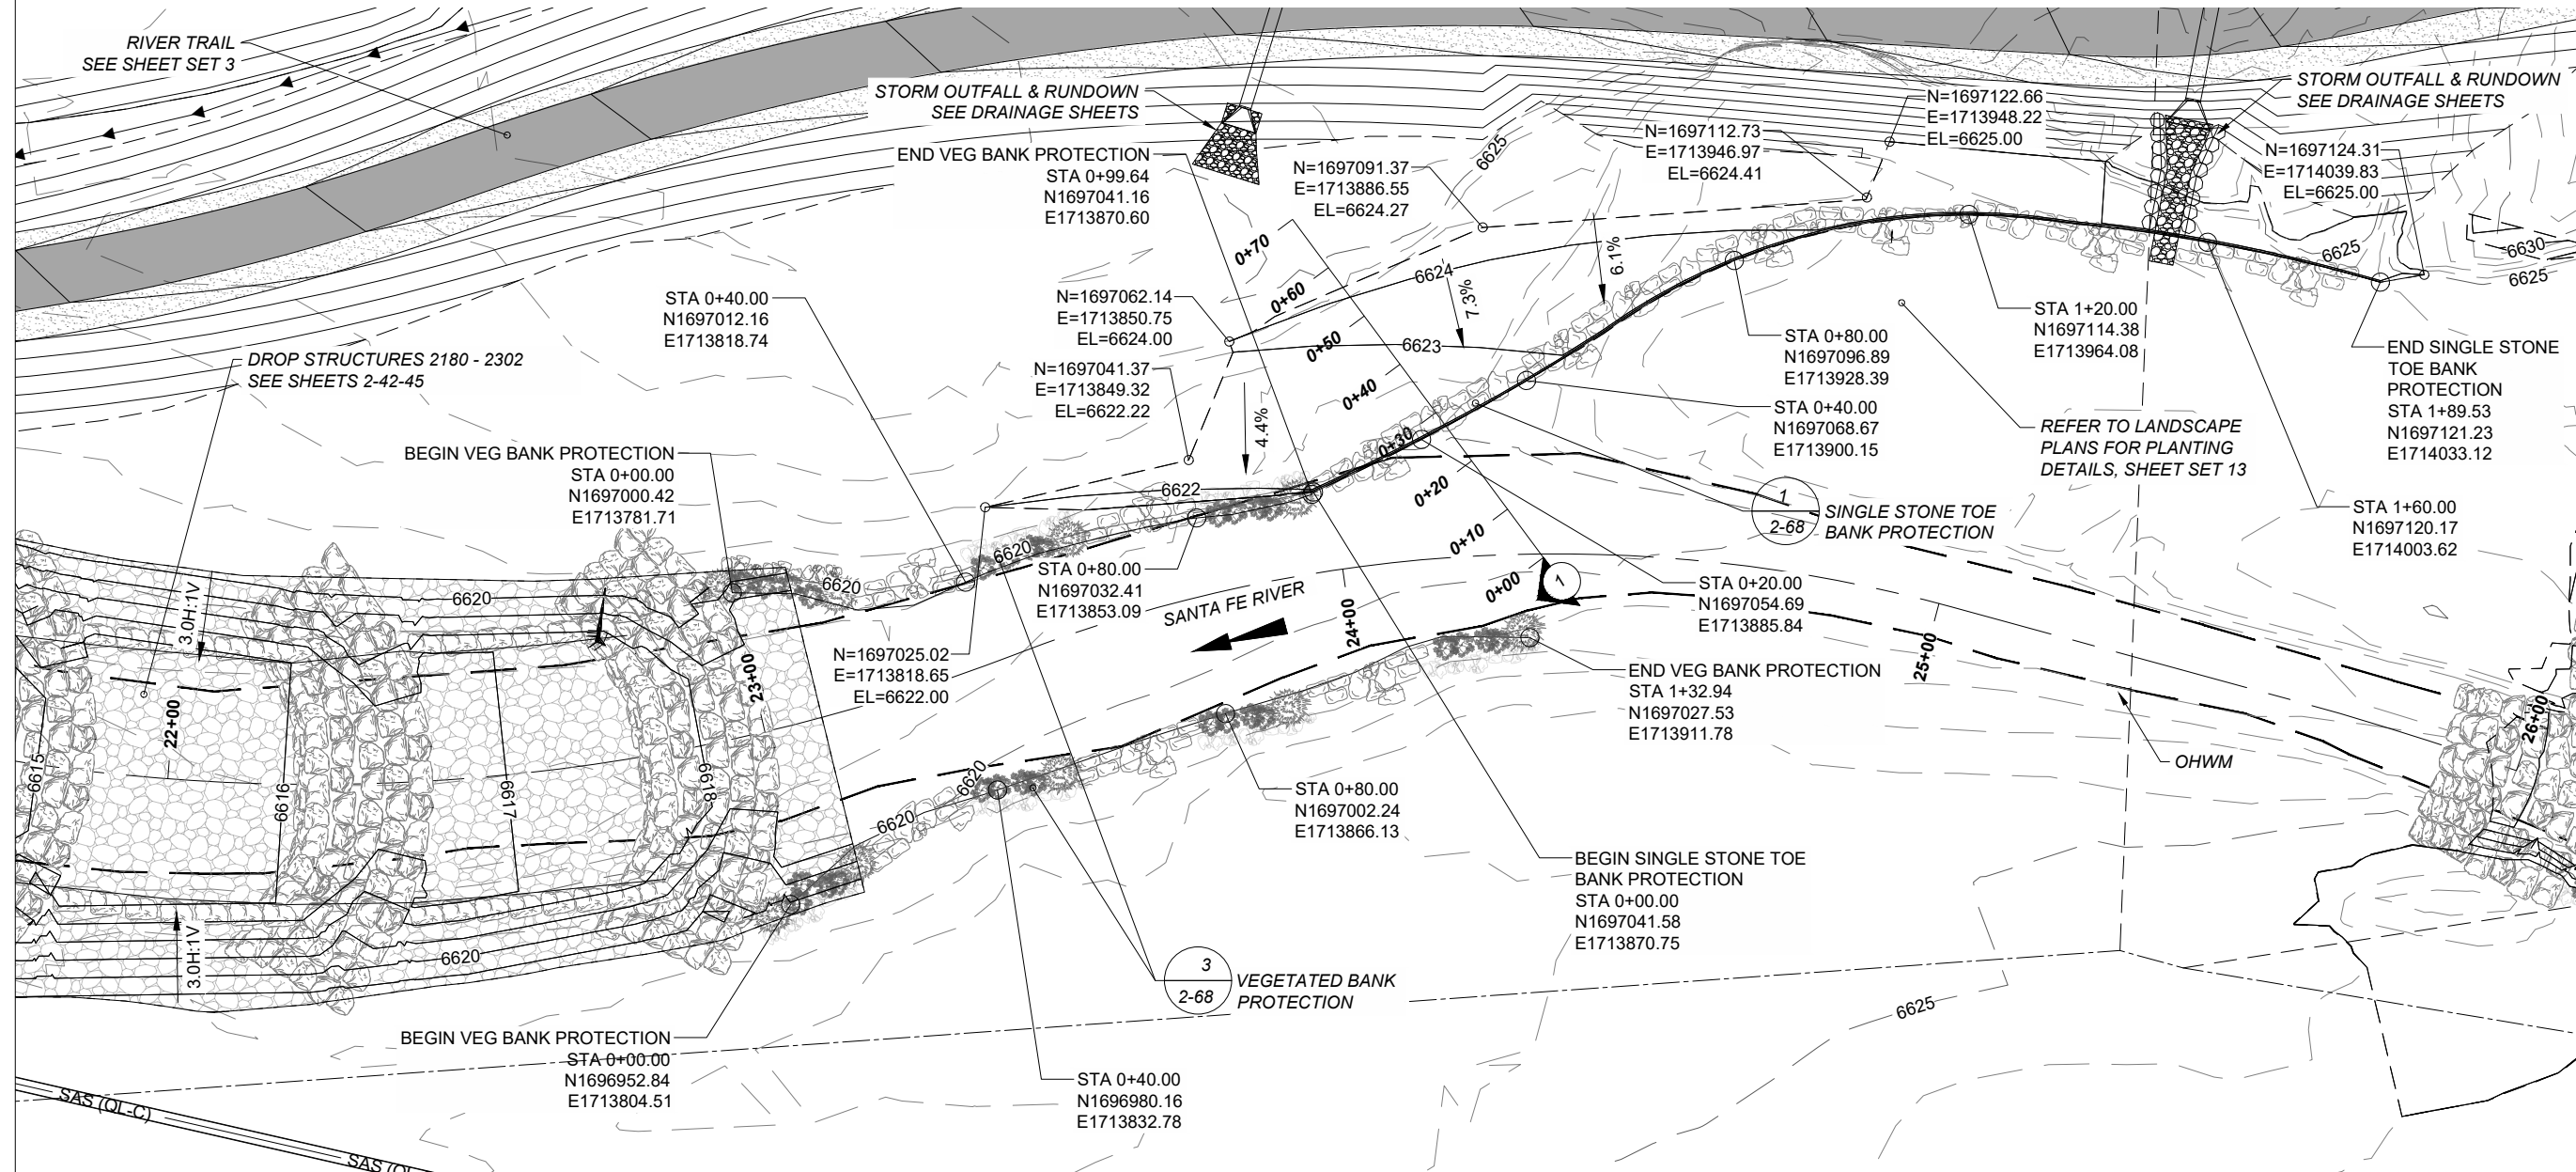 RIVER TRAIL
SEE SHEET SET 3
STORM OUTFALL & RUNDOWN
SEE DRAINAGE SHEETS
END VEG BANK PROTECTION
STA 0+99.64
N1697041.16
E1713870.60
N=1697091.37
E=1713886.55
EL=6624.27
6625
N=1697112.73
E=1713946.97
EL=6624.41
N=1697122.66
E=1713948.22
EL=6625.00
STORM OUTFALL & RUNDOWN
SEE DRAINAGE SHEETS
N=1697124.31
E=1714039.83
EL=6625.00
6625
6630
6625
STA 0+40.00
N1697012.16
E1713818.74
N=1697062.14
E=1713850.75
EL=6624.00
N=1697041.37
E=1713849.32
EL=6622.22
0+70
0+60
0+50
0+40
0+30
0+20
0+10
0+00
6624
6623
7.3%
6.1%
4.4%
STA 0+80.00
N1697096.89
E1713928.39
STA 0+40.00
N1697068.67
E1713900.15
STA 1+20.00
N1697114.38
E1713964.08
END SINGLE STONE
TOE BANK
PROTECTION
STA 1+89.53
N1697121.23
E1714033.12
REFER TO LANDSCAPE
PLANS FOR PLANTING
DETAILS, SHEET SET 13
STA 1+60.00
N1697120.17
E1714003.62
DROP STRUCTURES 2180 - 2302
SEE SHEETS 2-42-45
BEGIN VEG BANK PROTECTION
STA 0+00.00
N1697000.42
E1713781.71
6622
6620
6620
6620
1
2-68
SINGLE STONE TOE
BANK PROTECTION
STA 0+80.00
N1697032.41
E1713853.09
SANTA FE RIVER
1
STA 0+20.00
N1697054.69
E1713885.84
N=1697025.02
E=1713818.65
EL=6622.00
3.0H:1V
22+00
23+00
24+00
25+00
26+00
END VEG BANK PROTECTION
STA 1+32.94
N1697027.53
E1713911.78
OHWM
6615
6616
6617
6618
6620
6620
STA 0+80.00
N1697002.24
E1713866.13
BEGIN SINGLE STONE TOE
BANK PROTECTION
STA 0+00.00
N1697041.58
E1713870.75
3.0H:1V
6620
3
2-68
VEGETATED BANK
PROTECTION
6625
BEGIN VEG BANK PROTECTION
STA 0+00.00
N1696952.84
E1713804.51
STA 0+40.00
N1696980.16
E1713832.78
SAS (QL-C)